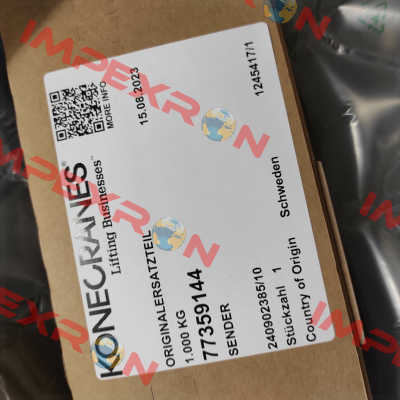 KONECRANES®
Lifting Businesses™
MORE INFO
15.08.2023
1245417/1
ORIGINALERSATZTEIL
1.000 KG
77359144
SENDER
240902385/10
Stückzahl 1
Country of Origin Schweden
IMPEXRON
IMPEXRON
IMPEXRON